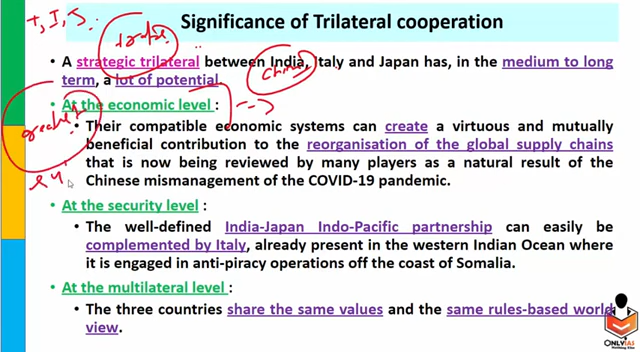 Significance of Trilateral cooperation
I, I, J.
trade
• A strategic trilateral between India, Italy and Japan has, in the medium to long
China
term, a lot of potential.
• At the economic level :
• Their compatible economic systems can create a virtuous and mutually
beneficial contribution to the reorganisation of the global supply chains
that is now being reviewed by many players as a natural result of the
Chinese mismanagement of the COVID-19 pandemic.
• At the security level :
• The well-defined India-Japan Indo-Pacific partnership can easily be
complemented by Italy, already present in the western Indian Ocean where
it is engaged in anti-piracy operations off the coast of Somalia.
• At the multilateral level :
• The three countries share the same values and the same rules-based world
view.
ONLYIAS